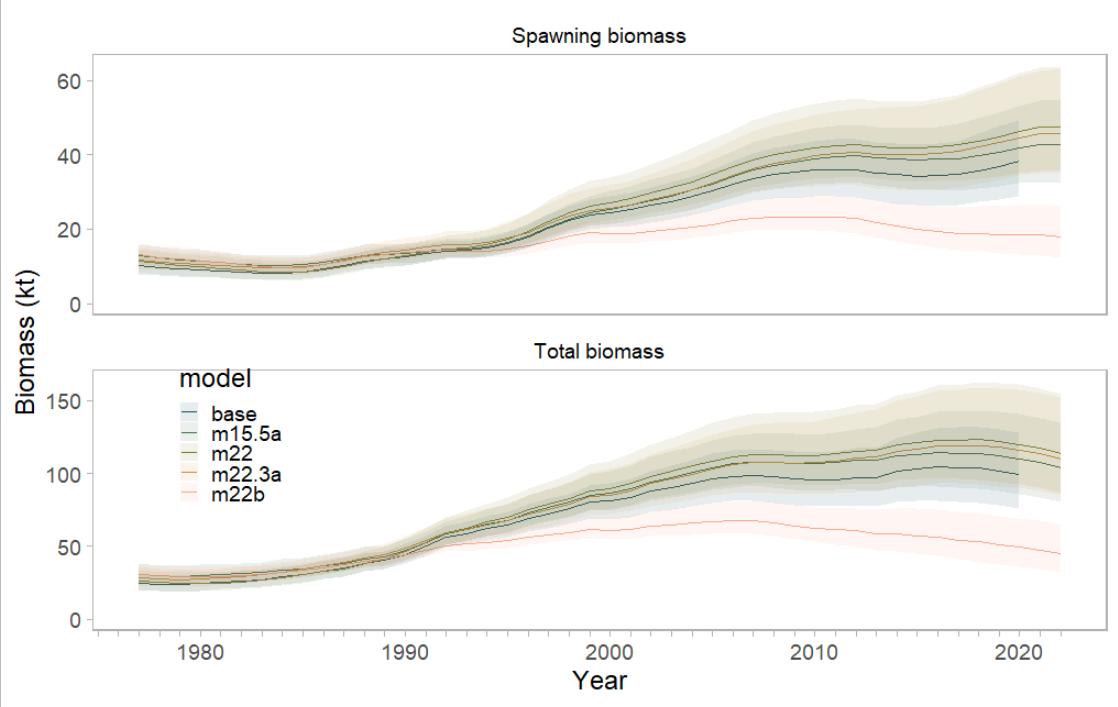 Spawning biomass
60
40
20
0
Biomass (kt)
Total biomass
150
100
50
0
model
base
m15.5a
m22
m22.3a
m22b
1980
1990
2000
2010
2020
Year